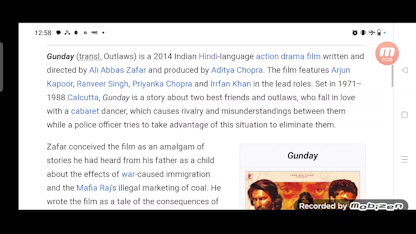 12:58
Gunday (transl. Outlaws) is a 2014 Indian Hindi-language action drama film written and
directed by Ali Abbas Zafar and produced by Aditya Chopra. The film features Arjun
Kapoor, Ranveer Singh, Priyanka Chopra and Irrfan Khan in the lead roles. Set in 1971–
1988 Calcutta, Gunday is a story about two best friends and outlaws, who fall in love
with a cabaret dancer, which causes rivalry and misunderstandings between them
while a police officer tries to take advantage of this situation to eliminate them.
Zafar conceived the film as an amalgam of
stories he had heard from his father as a child
about the effects of war-caused immigration
and the Mafia Raj's illegal marketing of coal. He
wrote the film as a tale of the consequences of
Gunday
Recorded by Mobizen